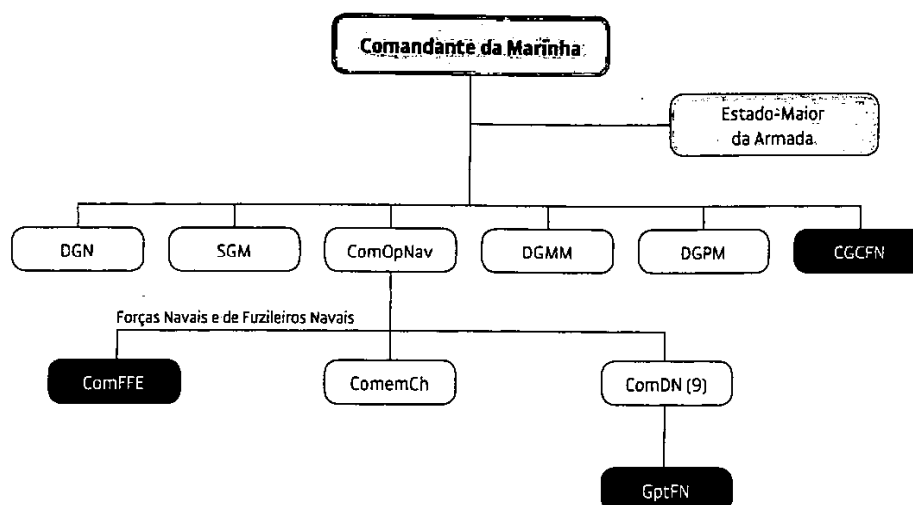 Comandante da Marinha
Estado-Maior
da Armada
DGN
SGM
ComOpNav
DGMM
DGPM
CGCFN
Forças Navais e de Fuzileiros Navais
ComFFE
ComemCh
ComDN (9)
GptFN